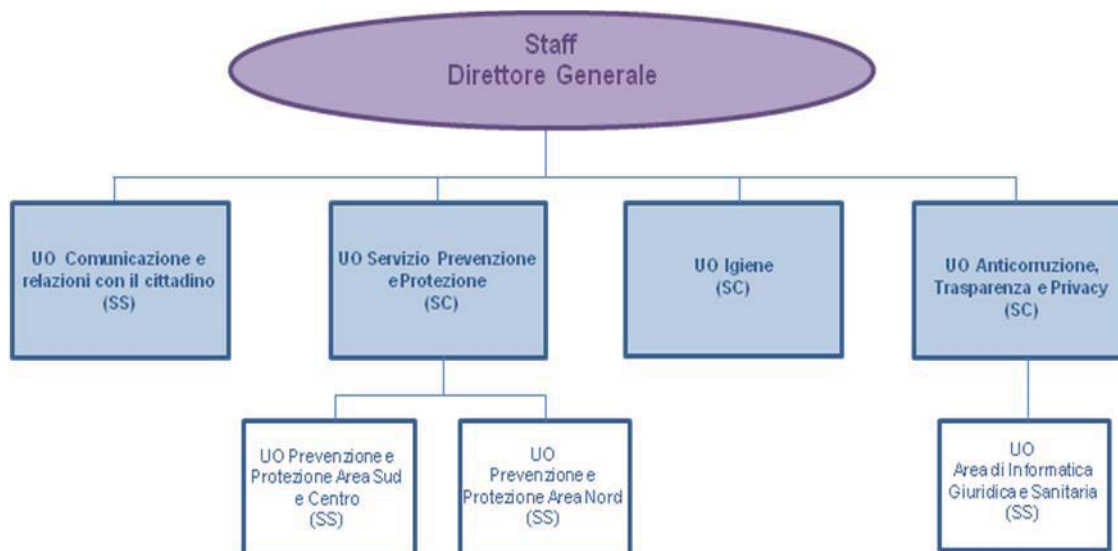 Staff
Direttore Generale
UO Comunicazione e
relazioni con il cittadino
(SS)
UO Servizio Prevenzione
e Protezione
(SC)
UO Igiene
(SC)
UO Anticorruzione,
Trasparenza e Privacy
(SC)
UO Prevenzione e
Protezione Area Sud
e Centro
(SS)
UO
Prevenzione e
Protezione Area Nord
(SS)
UO
Area di Informatica
Giuridica e Sanitaria
(SS)